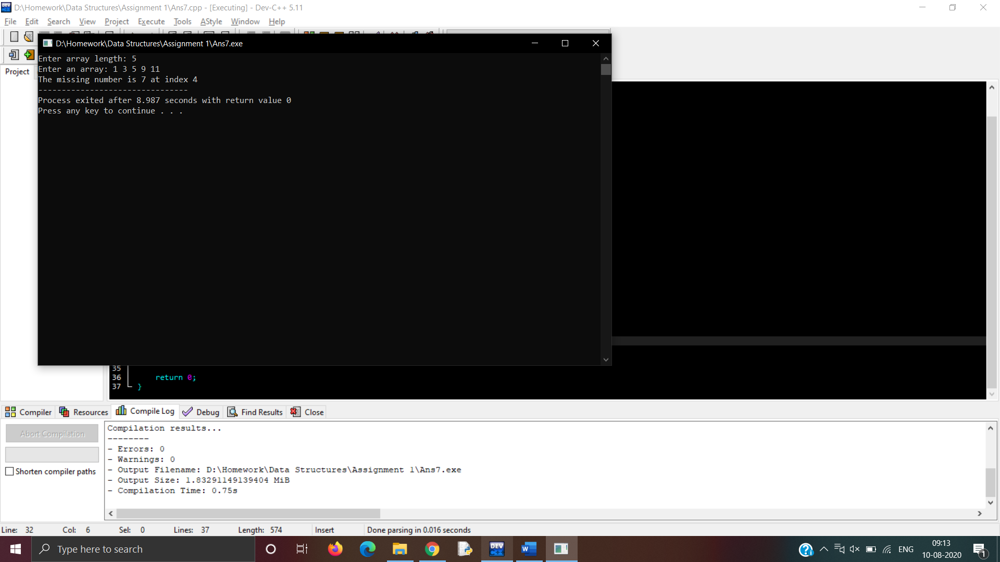 D:\Homework\Data Structures\Assignment 1\Ans7.cpp - [Executing] - Dev-C++ 5.11
File Edit Search View Project Execute Tools AStyle Window Help
D:\Homework\Data Structures\Assignment 1\Ans7.exe
Project
Enter array length: 5
Enter an array: 1 3 5 9 11
The missing number is 7 at index 4
--------------------------------
Process exited after 8.987 seconds with return value 0
Press any key to continue . . .
35
36 return 0;
37 }
Compiler Resources Compile Log Debug Find Results Close
Abort Compilation
Shorten compiler paths
Compilation results...
--------
- Errors: 0
- Warnings: 0
- Output Filename: D:\Homework\Data Structures\Assignment 1\Ans7.exe
- Output Size: 1.83291149139404 MiB
- Compilation Time: 0.75s
Line: 32 Col: 6 Sel: 0 Lines: 37 Length: 574 Insert Done parsing in 0.016 seconds
Type here to search
DEV C++
W
ENG
09:13
10-08-2020
1